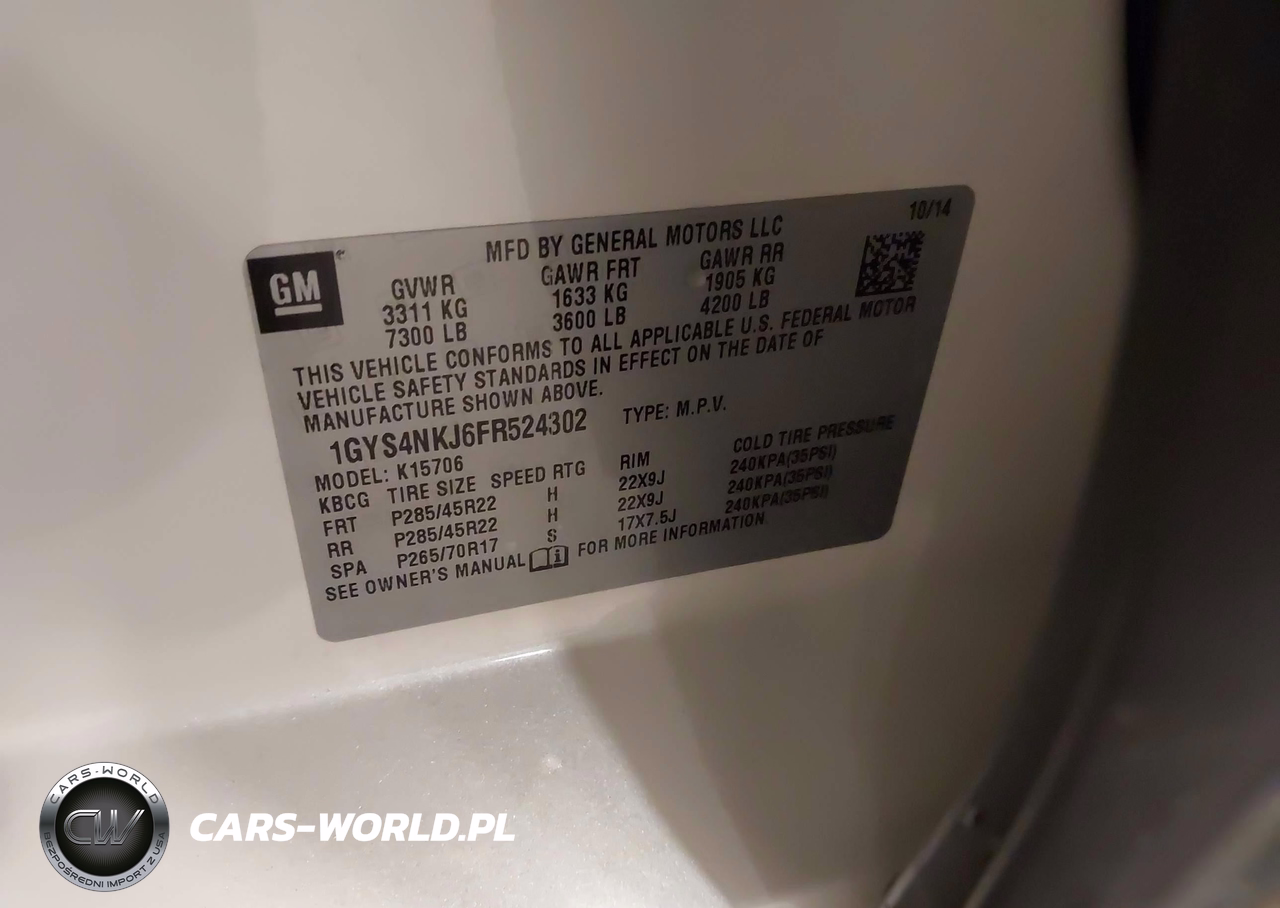 10/14
MFD BY GENERAL MOTORS LLC
GM
GVWR GAWR FRT GAWR RR
3311 KG 1633 KG 1905 KG
7300 LB 3600 LB 4200 LB
THIS VEHICLE CONFORMS TO ALL APPLICABLE U.S. FEDERAL MOTOR
VEHICLE SAFETY STANDARDS IN EFFECT ON THE DATE OF
MANUFACTURE SHOWN ABOVE.
1GYS4NKJ6FR524302 TYPE: M.P.V.
MODEL: K15706
KBCG TIRE SIZE SPEED RTG RIM COLD TIRE PRESSURE
FRT P285/45R22 H 22X9J 240KPA(35PSI)
RR P285/45R22 H 22X9J 240KPA(35PSI)
SPA P265/70R17 S 17X7.5J 240KPA(35PSI)
SEE OWNER'S MANUAL FOR MORE INFORMATION
CARS-WORLD
CW
BEZPOŚREDNI IMPORT Z USA
CARS-WORLD.PL